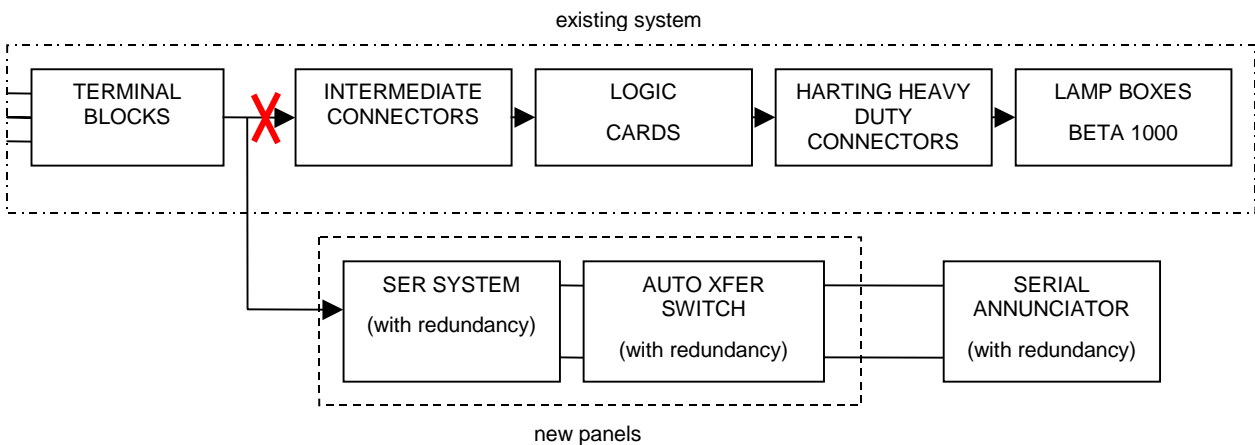 existing system
TERMINAL
BLOCKS
INTERMEDIATE
CONNECTORS
LOGIC
CARDS
HARTING HEAVY
DUTY
CONNECTORS
LAMP BOXES
BETA 1000
SER SYSTEM
(with redundancy)
AUTO XFER
SWITCH
(with redundancy)
SERIAL
ANNUNCIATOR
(with redundancy)
new panels